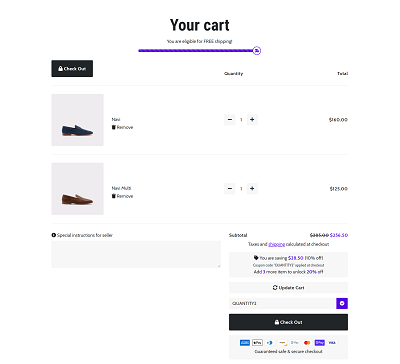 Your cart
You are eligible for FREE shipping!
Check Out
Quantity
Total
Navi
Remove
1
$160.00
Navi Multi
Remove
1
$125.00
Special instructions for seller
Subtotal
$285.00 $256.50
Taxes and shipping calculated at checkout
You are saving $28.50 (10% off)
Coupon code "QUANTITY2" applied at checkout
Add 3 more item to unlock 20% off
Update Cart
QUANTITY2
Check Out
Guaranteed safe & secure checkout